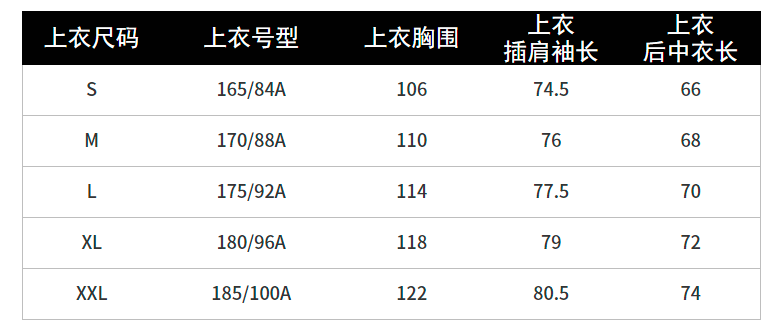 上衣尺码 上衣号型 上衣胸围 上衣插肩袖长 上衣后中衣长
S 165/84A 106 74.5 66
M 170/88A 110 76 68
L 175/92A 114 77.5 70
XL 180/96A 118 79 72
XXL 185/100A 122 80.5 74